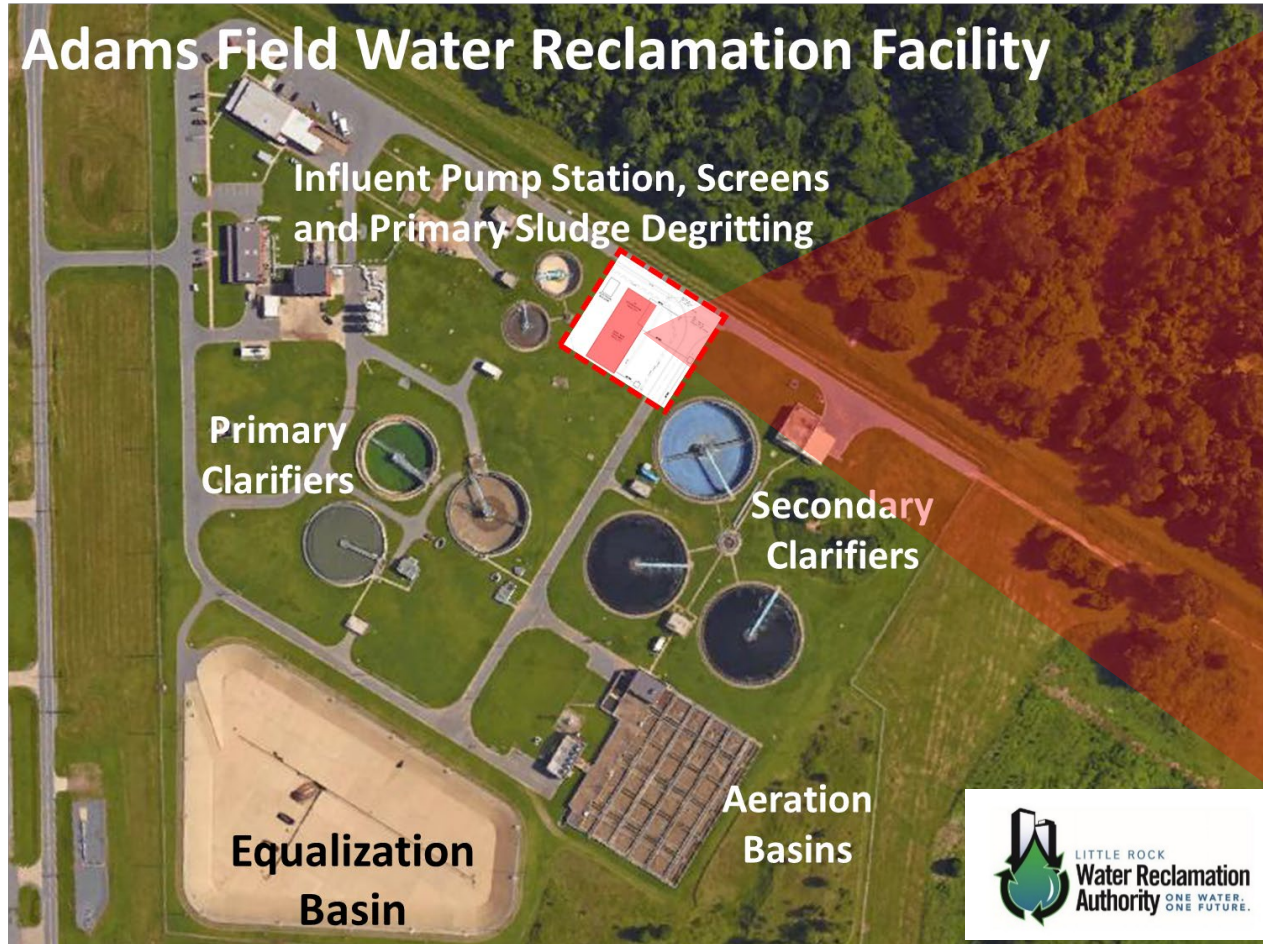 Adams Field Water Reclamation Facility
Influent Pump Station, Screens
and Primary Sludge Degritting
Primary
Clarifiers
Secondary
Clarifiers
Aeration
Basins
Equalization
Basin
LITTLE ROCK
Water Reclamation
Authority ONE WATER.
ONE FUTURE.